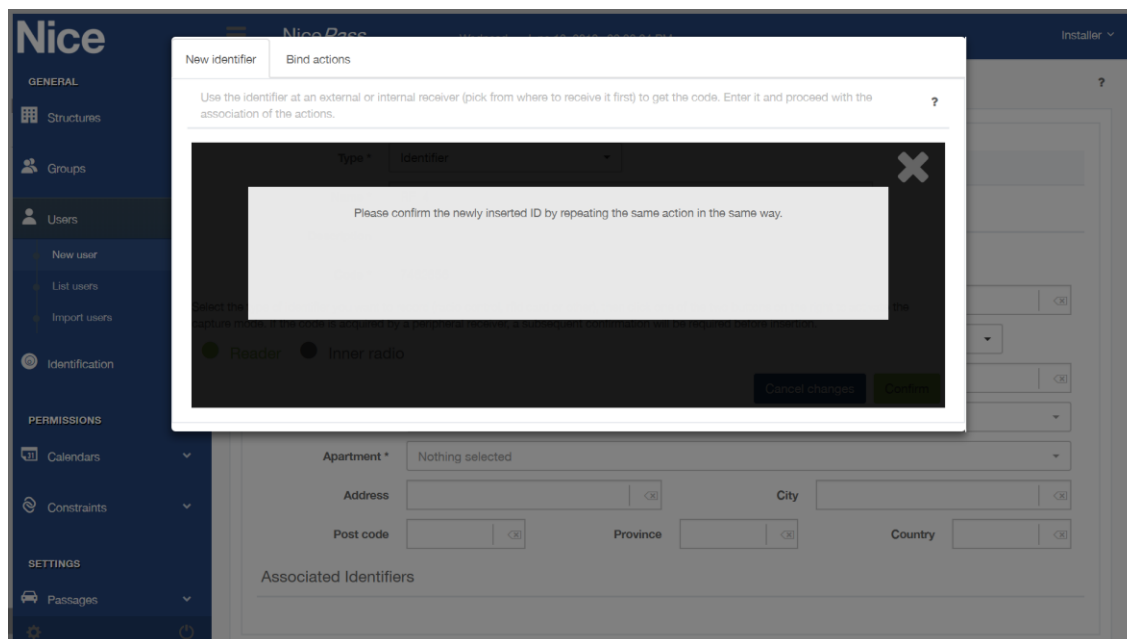 Nice
NicePass
Installer
GENERAL
Structures
Groups
Users
New user
List users
Import users
Identification
PERMISSIONS
Calendars
Constraints
SETTINGS
Passages
New identifier
Bind actions
Use the identifier at an external or internal receiver (pick from where to receive it first) to get the code. Enter it and proceed with the
association of the actions.
?
?
Type *
Identifier
Please confirm the newly inserted ID by repeating the same action in the same way.
Select the
the
capture mode. If the code is acquired by a peripheral receiver, a subsequent confirmation will be required before insertion.
Reader
Inner radio
Cancel changes
Confirm
Apartment *
Nothing selected
Address
City
Post code
Province
Country
Associated Identifiers